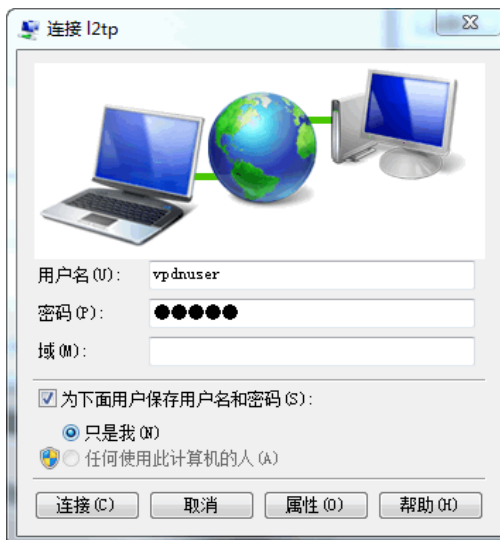 连接 l2tp
用户名(U): vpdnuser
密码(P): ●●●●●
域(M):
为下面用户保存用户名和密码(S):
只是我(N)
任何使用此计算机的人(A)
连接(C) 取消 属性(O) 帮助(H)